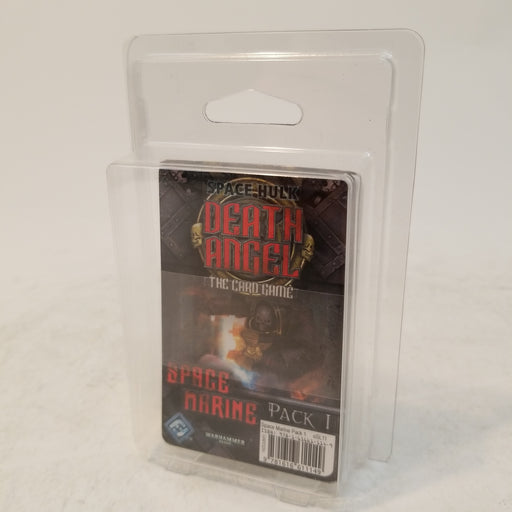 SPACE HULK
DEATH
ANGEL
THE CARD GAME
SPACE
MARINE PACK 1
WARHAMMER
Space Marine Pack 1